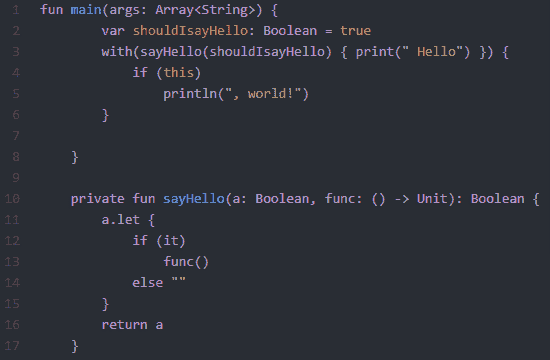 1 fun main(args: Array<String>) {
2 var shouldIsayHello: Boolean = true
3 with(sayHello(shouldIsayHello) { print(" Hello") }) {
4 if (this)
5 println(", world!")
6 }
7
8 }
9
10 private fun sayHello(a: Boolean, func: () -> Unit): Boolean {
11 a.let {
12 if (it)
13 func()
14 else ""
15 }
16 return a
17 }